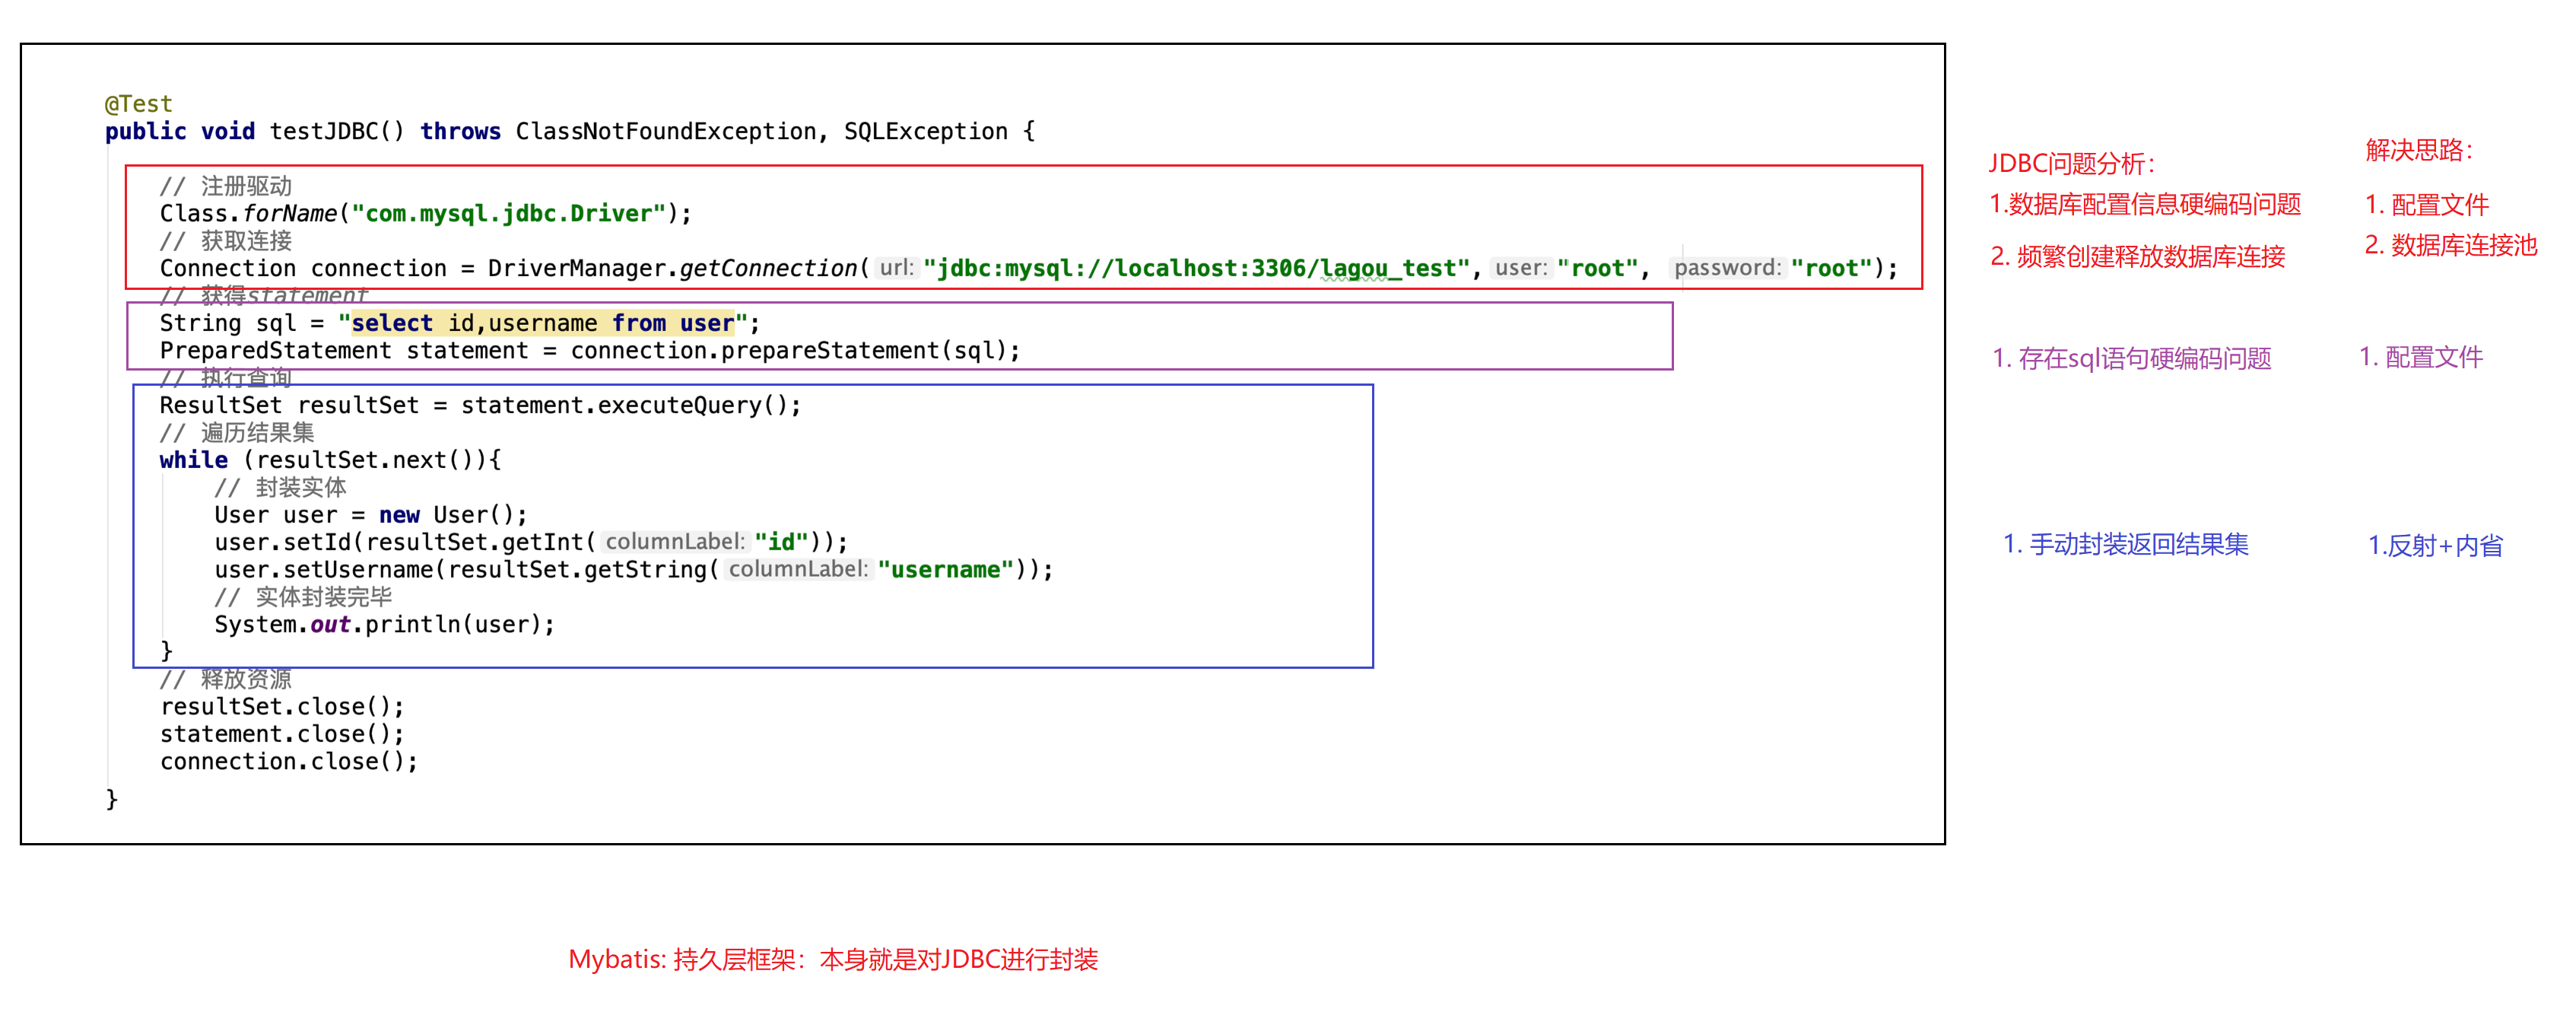 @Test
public void testJDBC() throws ClassNotFoundException, SQLException {
// 注册驱动
Class.forName("com.mysql.jdbc.Driver");
// 获取连接
Connection connection = DriverManager.getConnection( url: "jdbc:mysql://localhost:3306/lagou_test", user: "root", password: "root");
// 获得statement
String sql = "select id,username from user";
PreparedStatement statement = connection.prepareStatement(sql);
// 执行查询
ResultSet resultSet = statement.executeQuery();
// 遍历结果集
while (resultSet.next()){
// 封装实体
User user = new User();
user.setId(resultSet.getInt( columnLabel: "id"));
user.setUsername(resultSet.getString( columnLabel: "username"));
// 实体封装完毕
System.out.println(user);
}
// 释放资源
resultSet.close();
statement.close();
connection.close();
}
JDBC问题分析：
1.数据库配置信息硬编码问题
2. 频繁创建释放数据库连接
1. 存在sql语句硬编码问题
1. 手动封装返回结果集
解决思路：
1. 配置文件
2. 数据库连接池
1. 配置文件
1.反射+内省
Mybatis: 持久层框架：本身就是对JDBC进行封装